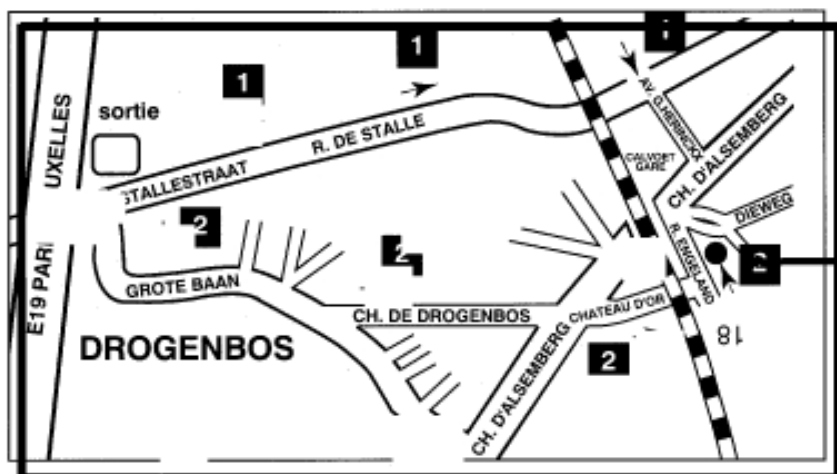 1
1
sortie
UXELLES
R. DE STALLE
STALLESTRAAT
AV. G.HERINCKX
CALVOET
GARE
CH. D'ALSEMBERG
DIEWEG
2
2
R. ENGELAND
E19 PARI
GROTE BAAN
CH. DE DROGENBOS
CHATEAU D'OR
DROGENBOS
CH. D'ALSEMBERG
2
18